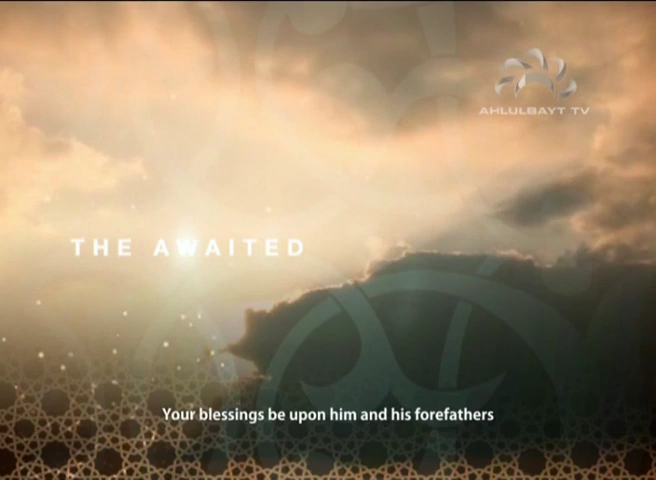 AHLULBAYT TV
THE AWAITED
Your blessings be upon him and his forefathers